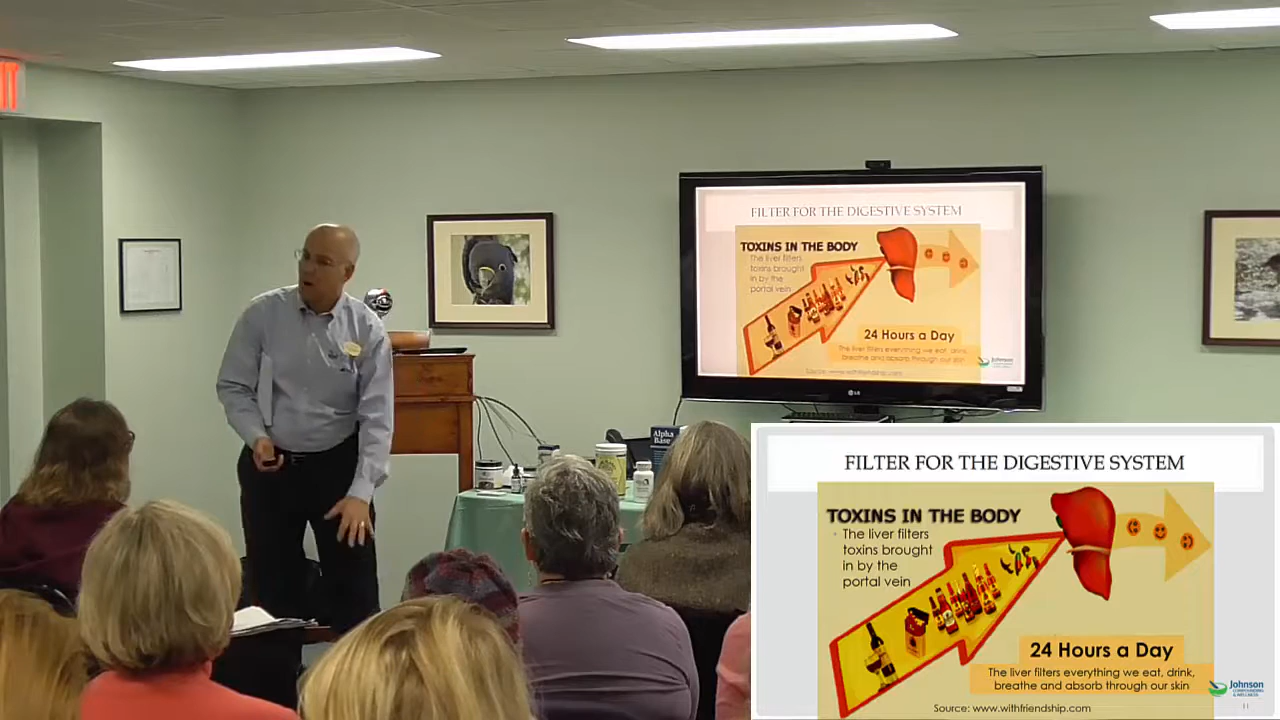 FILTER FOR THE DIGESTIVE SYSTEM
TOXINS IN THE BODY
The liver filters
toxins brought
in by the
portal vein
24 Hours a Day
The liver filters everything we eat, drink,
breathe and absorb through our skin
Source: www.withfriendship.com
Johnson
LG
Alpha
Base
FILTER FOR THE DIGESTIVE SYSTEM
TOXINS IN THE BODY
The liver filters
toxins brought
in by the
portal vein
24 Hours a Day
The liver filters everything we eat, drink,
breathe and absorb through our skin
Source: www.withfriendship.com
Johnson
COMPOUNDING
& WELLNESS
11